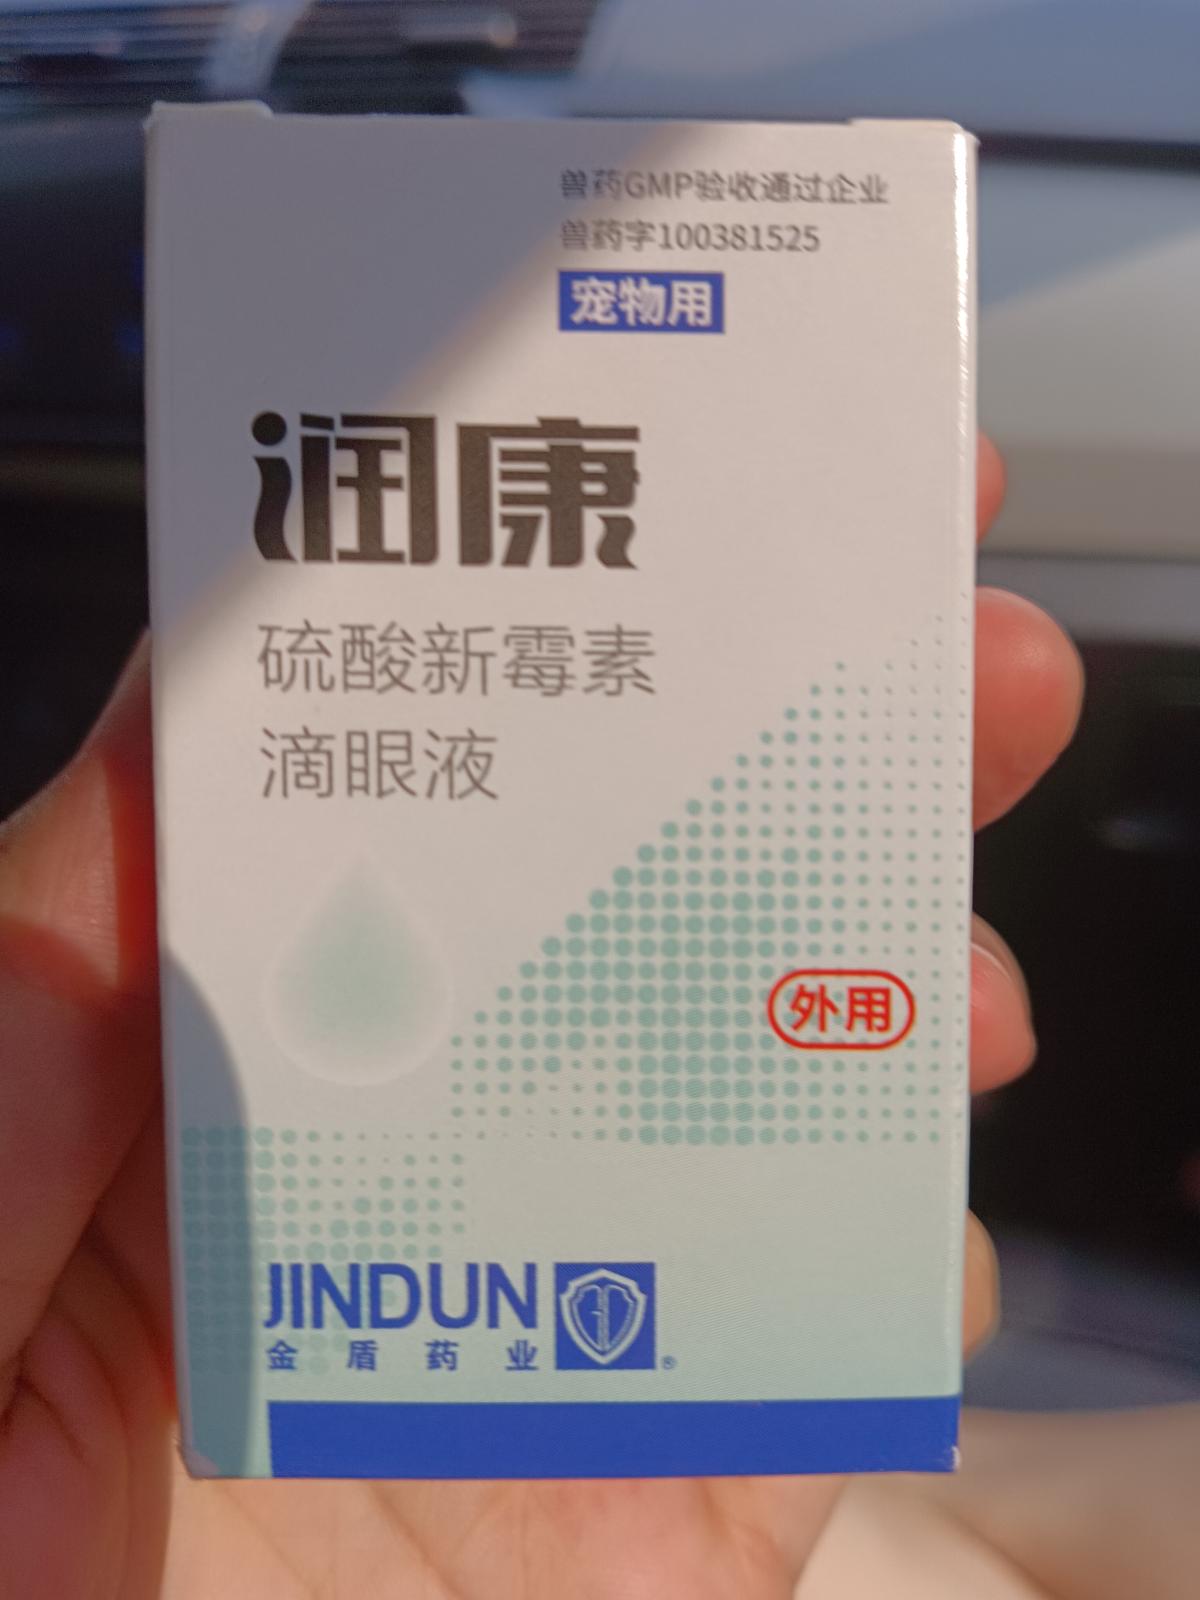 兽药GMP验收通过企业
兽药字100381525
宠物用
润康
硫酸新霉素
滴眼液
外用
JINDUN
金盾药业
®